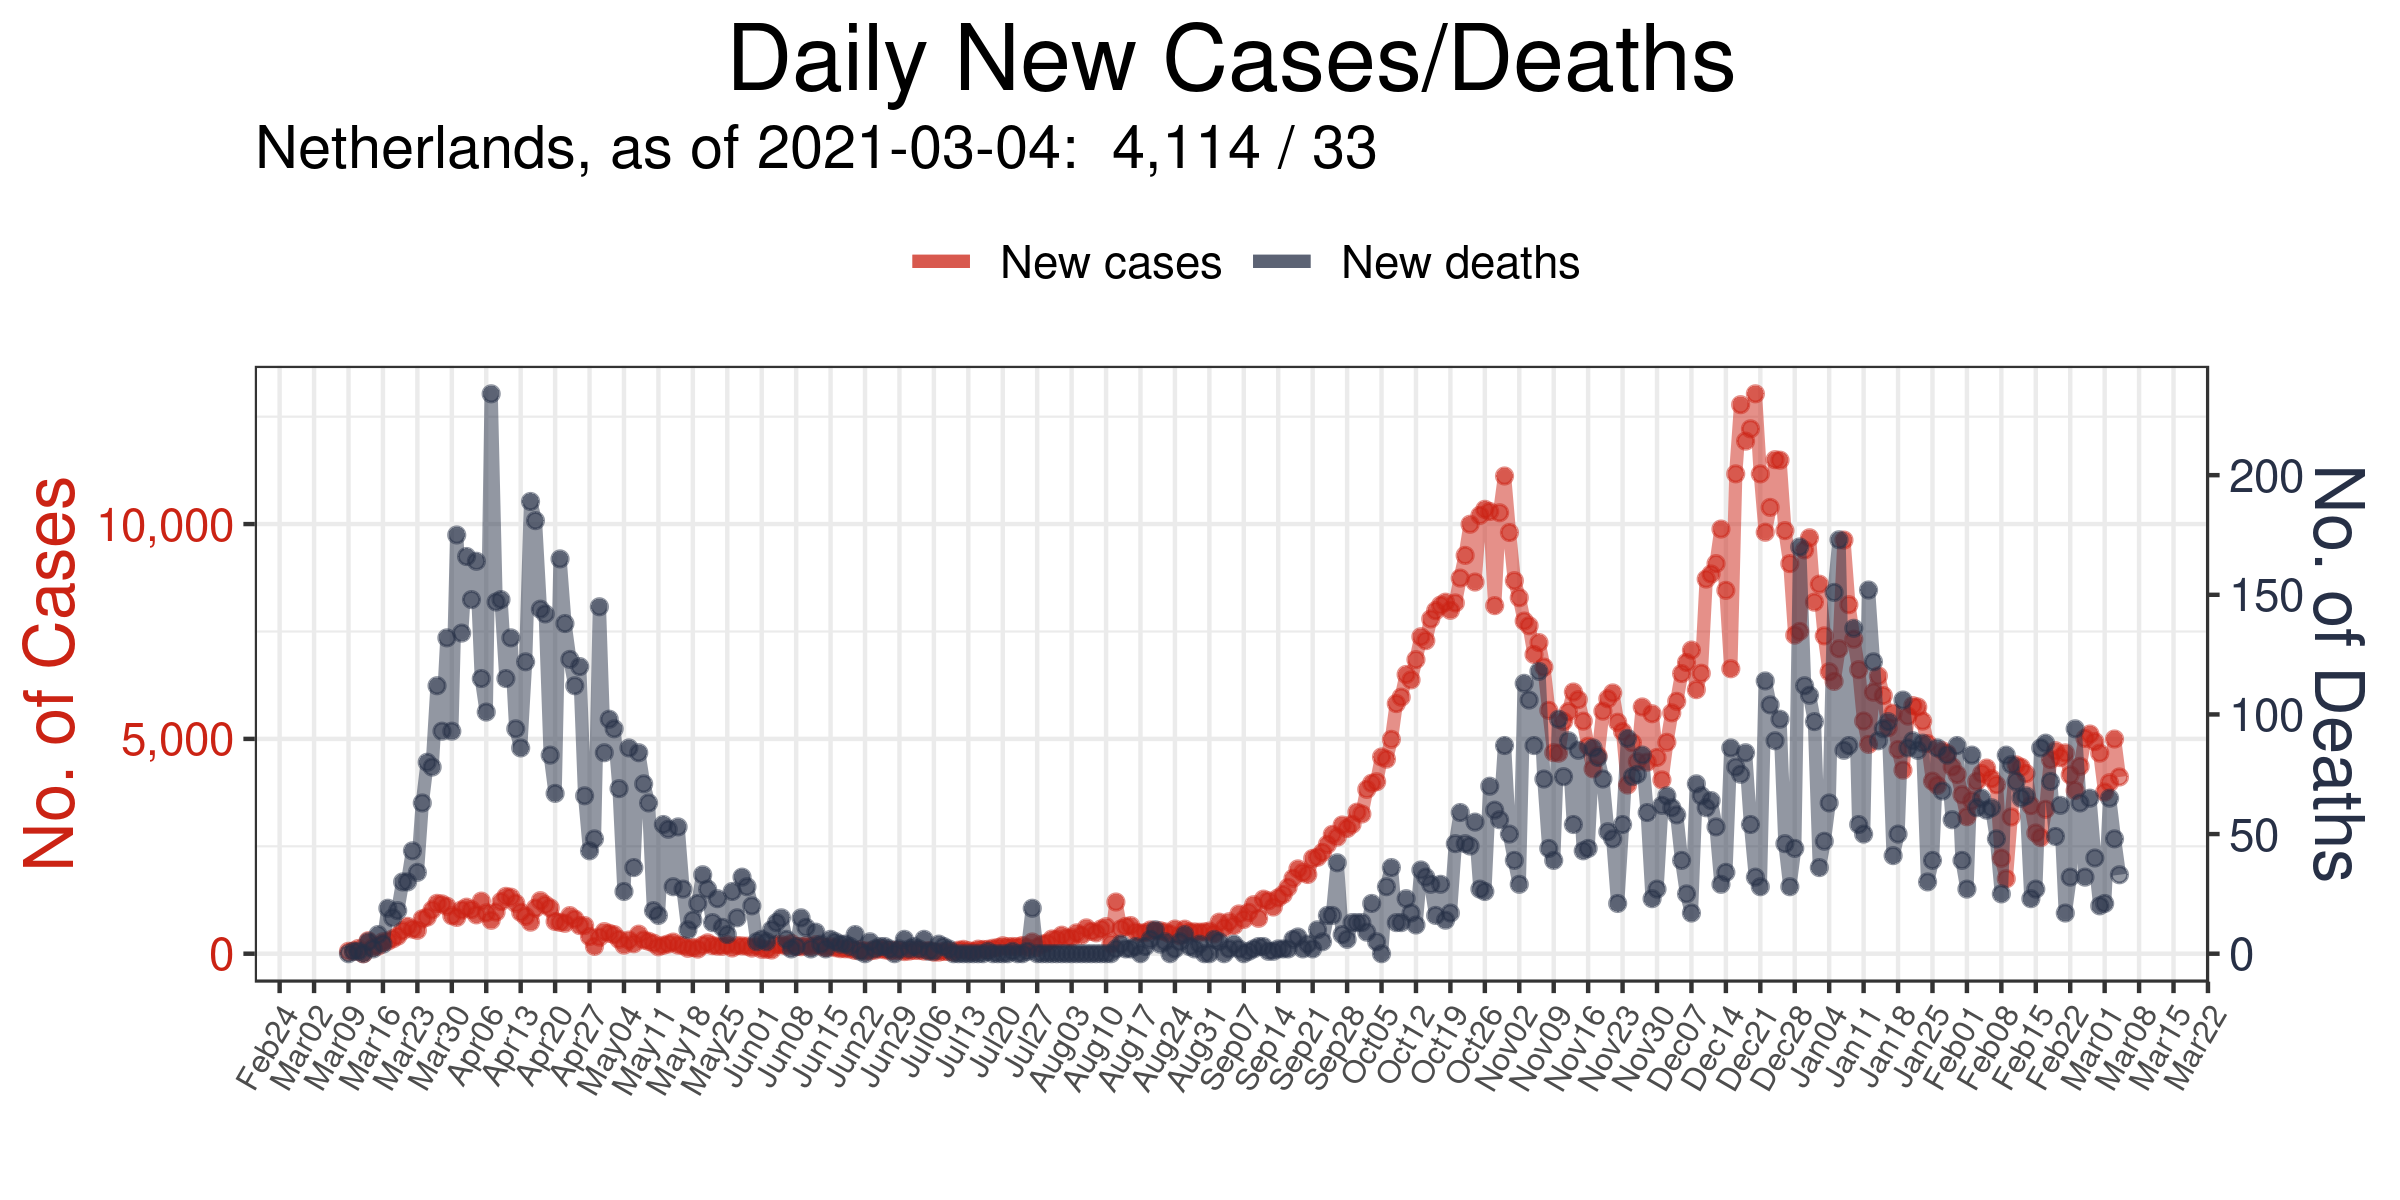 Daily New Cases/Deaths
Netherlands, as of 2021-03-04:  4,114 / 33
New cases New deaths
No. of Cases
10,000
5,000
0
200
150
100
50
0
No. of Deaths
Feb24 Mar02 Mar09 Mar16 Mar23 Mar30 Apr06 Apr13 Apr20 Apr27 May04 May11 May18 May25 Jun01 Jun08 Jun15 Jun22 Jun29 Jul06 Jul13 Jul20 Jul27 Aug03 Aug10 Aug17 Aug24 Aug31 Sep07 Sep14 Sep21 Sep28 Oct05 Oct12 Oct19 Oct26 Nov02 Nov09 Nov16 Nov23 Nov30 Dec07 Dec14 Dec21 Dec28 Jan04 Jan11 Jan18 Jan25 Feb01 Feb08 Feb15 Feb22 Mar01 Mar08 Mar15 Mar22